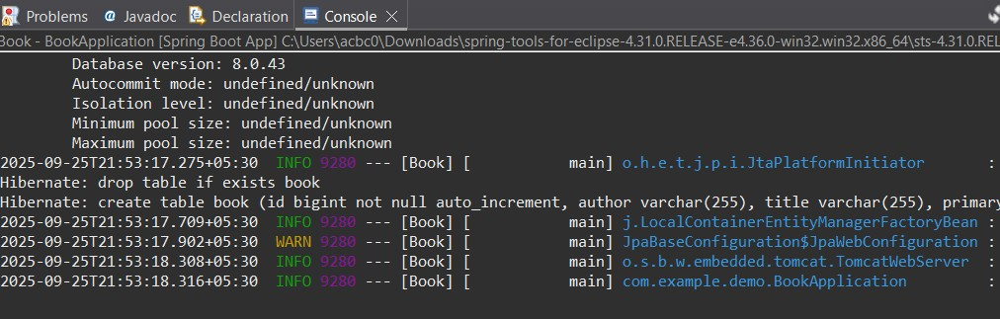 Problems Javadoc Declaration Console
Book - BookApplication [Spring Boot App] C:\Users\acbc0\Downloads\spring-tools-for-eclipse-4.31.0.RELEASE-e4.36.0-win32.win32.x86_64\sts-4.31.0.REL
Database version: 8.0.43
Autocommit mode: undefined/unknown
Isolation level: undefined/unknown
Minimum pool size: undefined/unknown
Maximum pool size: undefined/unknown
2025-09-25T21:53:17.275+05:30 INFO 9280 --- [Book] [ main] o.h.e.t.j.p.i.JtaPlatformInitiator :
Hibernate: drop table if exists book
Hibernate: create table book (id bigint not null auto_increment, author varchar(255), title varchar(255), primary
2025-09-25T21:53:17.709+05:30 INFO 9280 --- [Book] [ main] j.LocalContainerEntityManagerFactoryBean :
2025-09-25T21:53:17.902+05:30 WARN 9280 --- [Book] [ main] JpaBaseConfiguration$JpaWebConfiguration :
2025-09-25T21:53:18.308+05:30 INFO 9280 --- [Book] [ main] o.s.b.w.embedded.tomcat.TomcatWebServer :
2025-09-25T21:53:18.316+05:30 INFO 9280 --- [Book] [ main] com.example.demo.BookApplication :